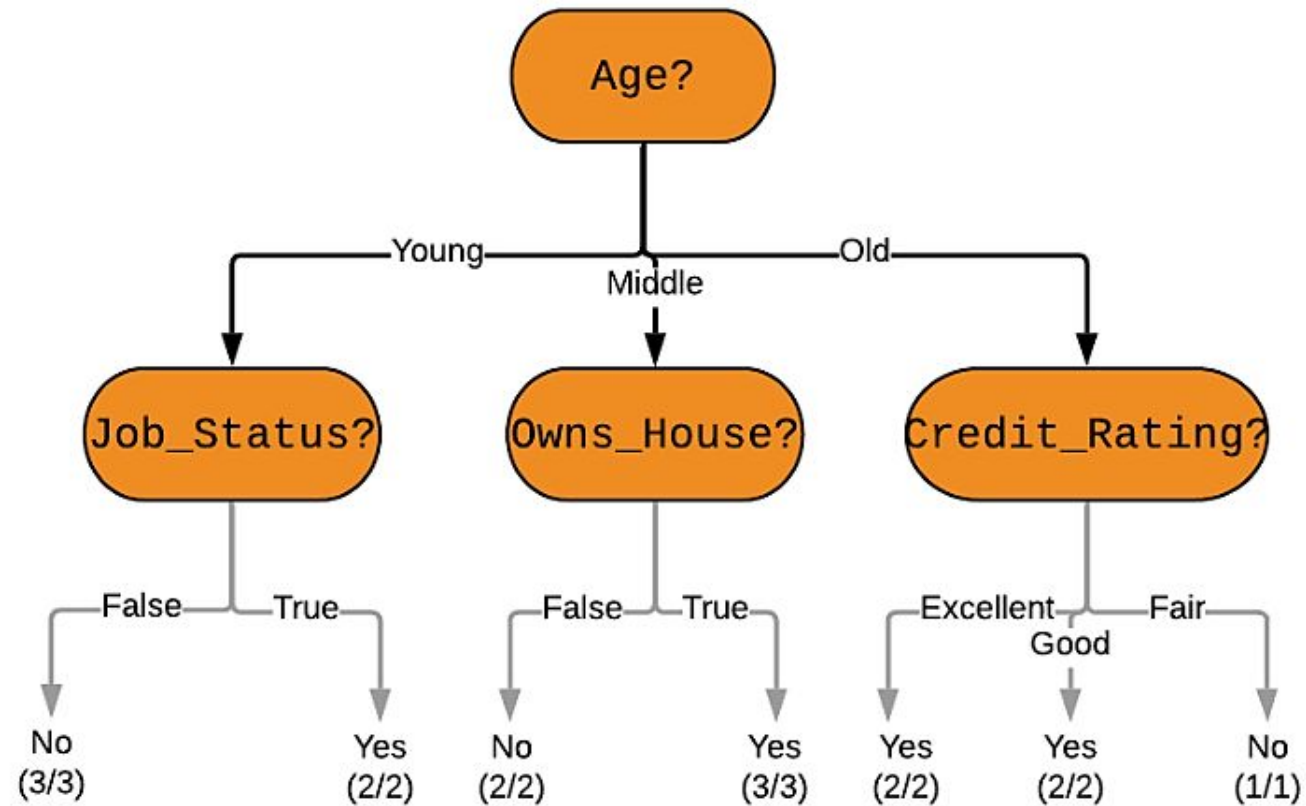 Age?
Young
Middle
Old
Job_Status?
Owns_House?
Credit_Rating?
False
True
False
True
Excellent
Good
Fair
No
(3/3)
Yes
(2/2)
No
(2/2)
Yes
(3/3)
Yes
(2/2)
Yes
(2/2)
No
(1/1)